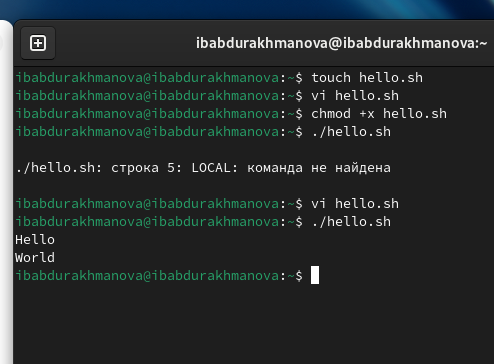 ibabdurakhmanova@ibabdurakhmanova:~
ibabdurakhmanova@ibabdurakhmanova:~$ touch hello.sh
ibabdurakhmanova@ibabdurakhmanova:~$ vi hello.sh
ibabdurakhmanova@ibabdurakhmanova:~$ chmod +x hello.sh
ibabdurakhmanova@ibabdurakhmanova:~$ ./hello.sh
./hello.sh: строка 5: LOCAL: команда не найдена
ibabdurakhmanova@ibabdurakhmanova:~$ vi hello.sh
ibabdurakhmanova@ibabdurakhmanova:~$ ./hello.sh
Hello
World
ibabdurakhmanova@ibabdurakhmanova:~$